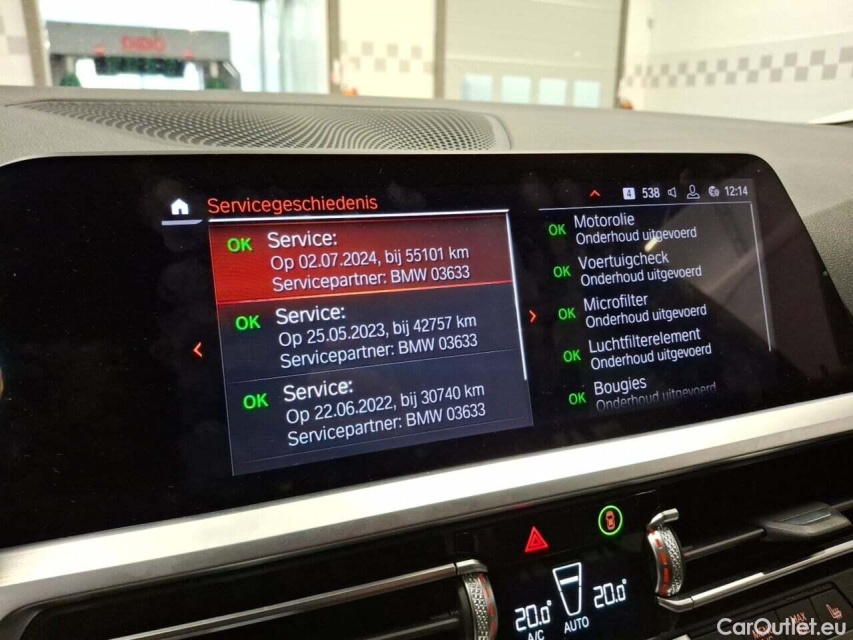 4 538 12:14
Servicegeschiedenis
OK Service:
Op 02.07.2024, bij 55101 km
Servicepartner: BMW 03633
OK Service:
Op 25.05.2023, bij 42757 km
Servicepartner: BMW 03633
OK Service:
Op 22.06.2022, bij 30740 km
Servicepartner: BMW 03633
OK Motorolie
Onderhoud uitgevoerd
OK Voertuigcheck
Onderhoud uitgevoerd
OK Microfilter
Onderhoud uitgevoerd
OK Luchtfilterelement
Onderhoud uitgevoerd
OK Bougies
Onderhoud uitgevoerd
20.0° 20.0°
A/C AUTO
MAX
CarOutlet.eu